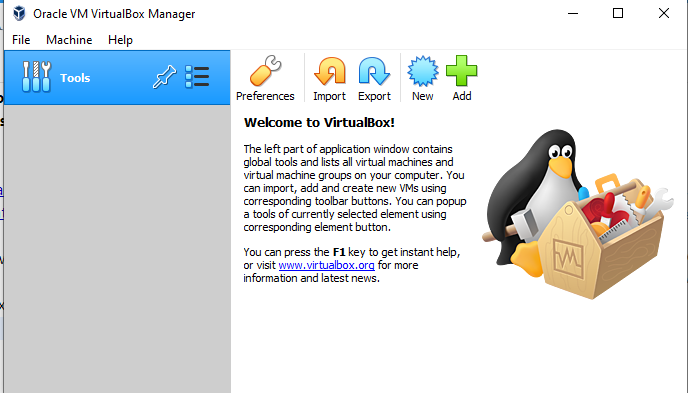 Oracle VM VirtualBox Manager
File Machine Help
Tools
Preferences Import Export New Add
Welcome to VirtualBox!
The left part of application window contains
global tools and lists all virtual machines and
virtual machine groups on your computer. You
can import, add and create new VMs using
corresponding toolbar buttons. You can popup
a tools of currently selected element using
corresponding element button.
You can press the F1 key to get instant help,
or visit www.virtualbox.org for more
information and latest news.